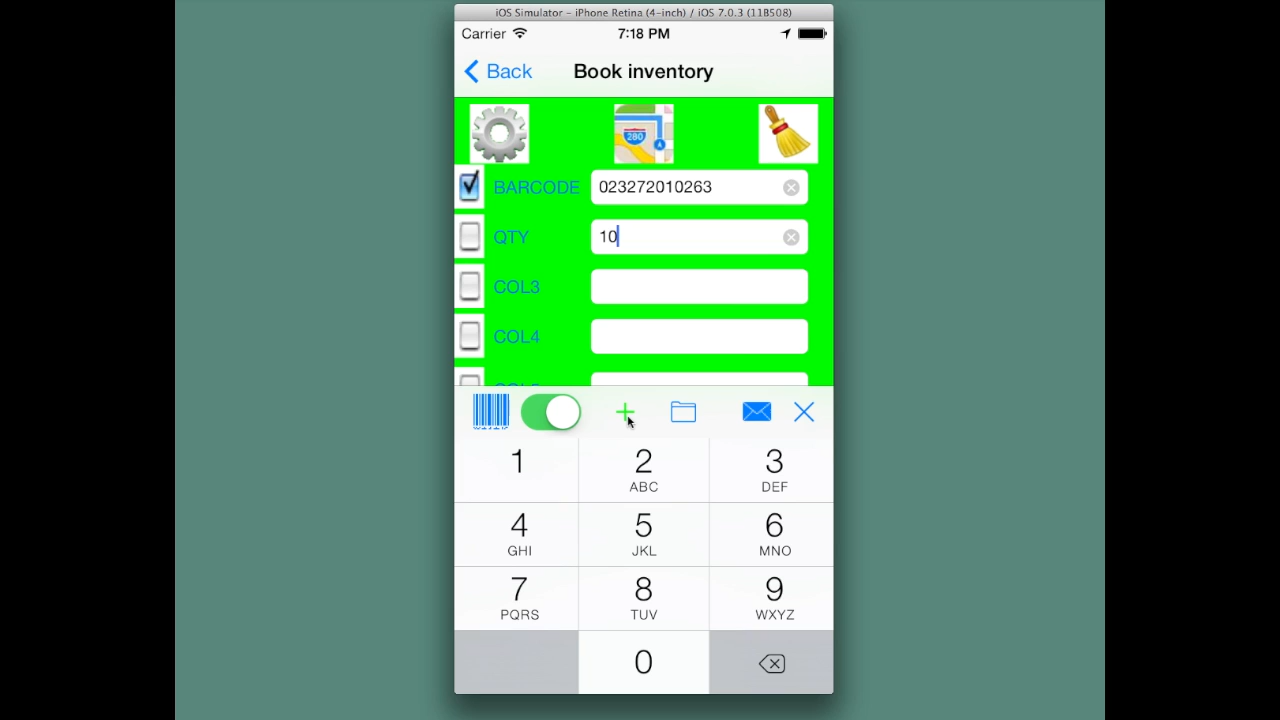 iOS Simulator – iPhone Retina (4-inch) / iOS 7.0.3 (11B508)
Carrier 7:18 PM
Back Book inventory
280
BARCODE 023272010263
QTY 10
COL3
COL4
1 2 3
ABC DEF
4 5 6
GHI JKL MNO
7 8 9
PQRS TUV WXYZ
0